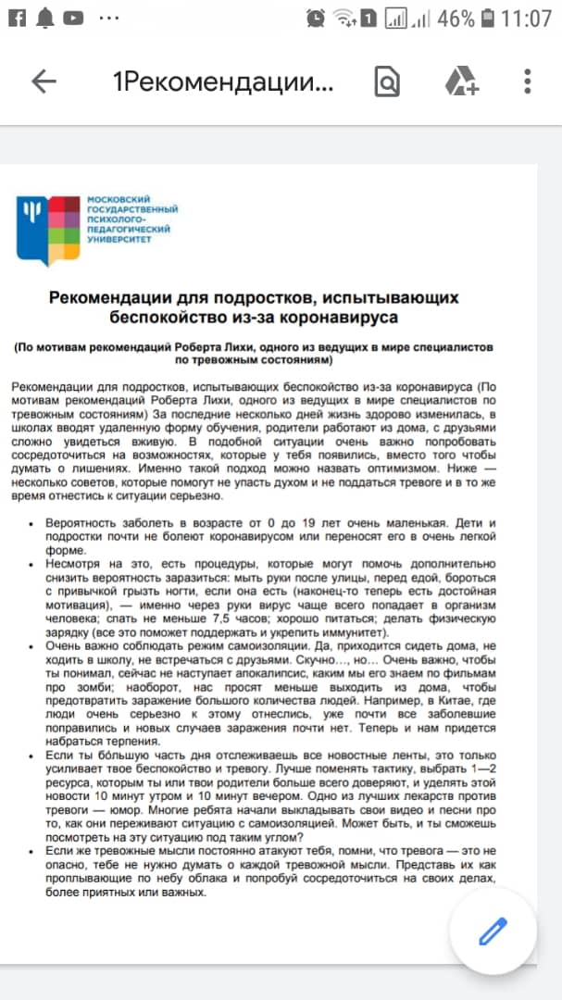 46% 11:07
1Рекомендации...
МОСКОВСКИЙ
ГОСУДАРСТВЕННЫЙ
ПСИХОЛОГО-
ПЕДАГОГИЧЕСКИЙ
УНИВЕРСИТЕТ
Рекомендации для подростков, испытывающих
беспокойство из-за коронавируса
(По мотивам рекомендаций Роберта Лихи, одного из ведущих в мире специалистов
по тревожным состояниям)
Рекомендации для подростков, испытывающих беспокойство из-за коронавируса (По
мотивам рекомендаций Роберта Лихи, одного из ведущих в мире специалистов по
тревожным состояниям) За последние несколько дней жизнь здорово изменилась, в
школах вводят удаленную форму обучения, родители работают из дома, с друзьями
сложно увидеться вживую. В подобной ситуации очень важно попробовать
сосредоточиться на возможностях, которые у тебя появились, вместо того чтобы
думать о лишениях. Именно такой подход можно назвать оптимизмом. Ниже —
несколько советов, которые помогут не упасть духом и не поддаться тревоге и в то же
время отнестись к ситуации серьезно.
• Вероятность заболеть в возрасте от 0 до 19 лет очень маленькая. Дети и
подростки почти не болеют коронавирусом или переносят его в очень легкой
форме.
• Несмотря на это, есть процедуры, которые могут помочь дополнительно
снизить вероятность заразиться: мыть руки после улицы, перед едой, бороться
с привычкой грызть ногти, если она есть (наконец-то теперь есть достойная
мотивация), — именно через руки вирус чаще всего попадает в организм
человека; спать не меньше 7,5 часов; хорошо питаться; делать физическую
зарядку (все это поможет поддержать и укрепить иммунитет).
• Очень важно соблюдать режим самоизоляции. Да, приходится сидеть дома, не
ходить в школу, не встречаться с друзьями. Скучно…, но… Очень важно, чтобы
ты понимал, сейчас не наступает апокалипсис, каким мы его знаем по фильмам
про зомби; наоборот, нас просят меньше выходить из дома, чтобы
предотвратить заражение большого количества людей. Например, в Китае, где
люди очень серьезно к этому отнеслись, уже почти все заболевшие
поправились и новых случаев заражения почти нет. Теперь и нам придется
набраться терпения.
• Если ты бóльшую часть дня отслеживаешь все новостные ленты, это только
усиливает твое беспокойство и тревогу. Лучше поменять тактику, выбрать 1—2
ресурса, которым ты или твои родители больше всего доверяют, и уделять этой
новости 10 минут утром и 10 минут вечером. Одно из лучших лекарств против
тревоги — юмор. Многие ребята начали выкладывать свои видео и песни про
то, как они переживают ситуацию с самоизоляцией. Может быть, и ты сможешь
посмотреть на эту ситуацию под таким углом?
• Если же тревожные мысли постоянно атакуют тебя, помни, что тревога — это не
опасно, тебе не нужно думать о каждой тревожной мысли. Представь их как
проплывающие по небу облака и попробуй сосредоточиться на своих делах,
более приятных или важных.